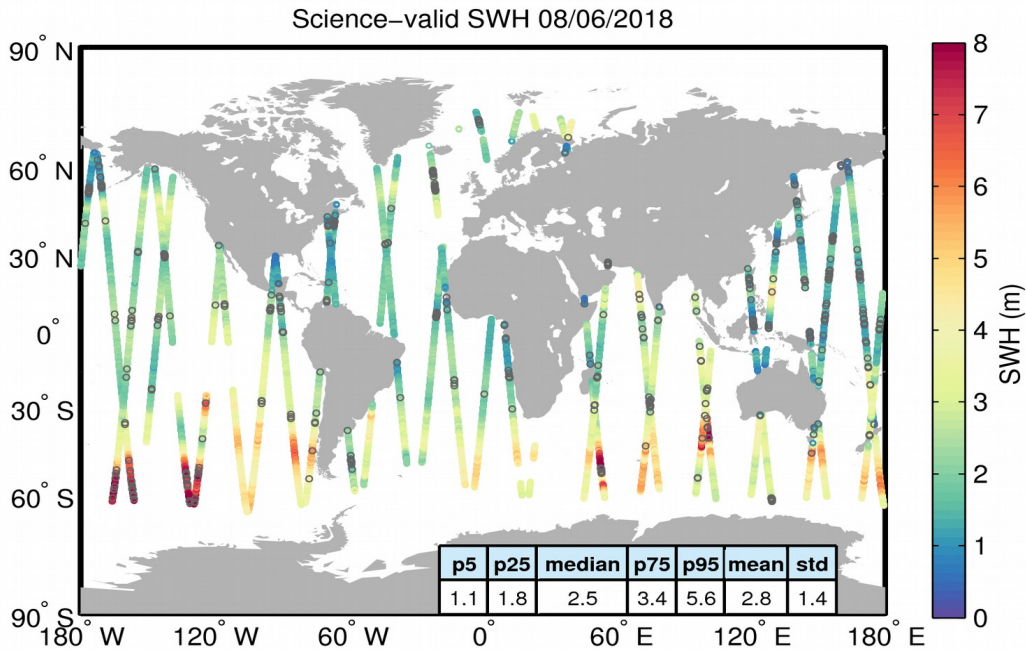 Science−valid SWH 08/06/2018
90° N
60° N
30° N
0°
30° S
60° S
90° S
180° W 120° W 60° W 0° 60° E 120° E 180° E
p5 p25 median p75 p95 mean std
1.1 1.8 2.5 3.4 5.6 2.8 1.4
8
7
6
5
4
3
2
1
0
SWH (m)